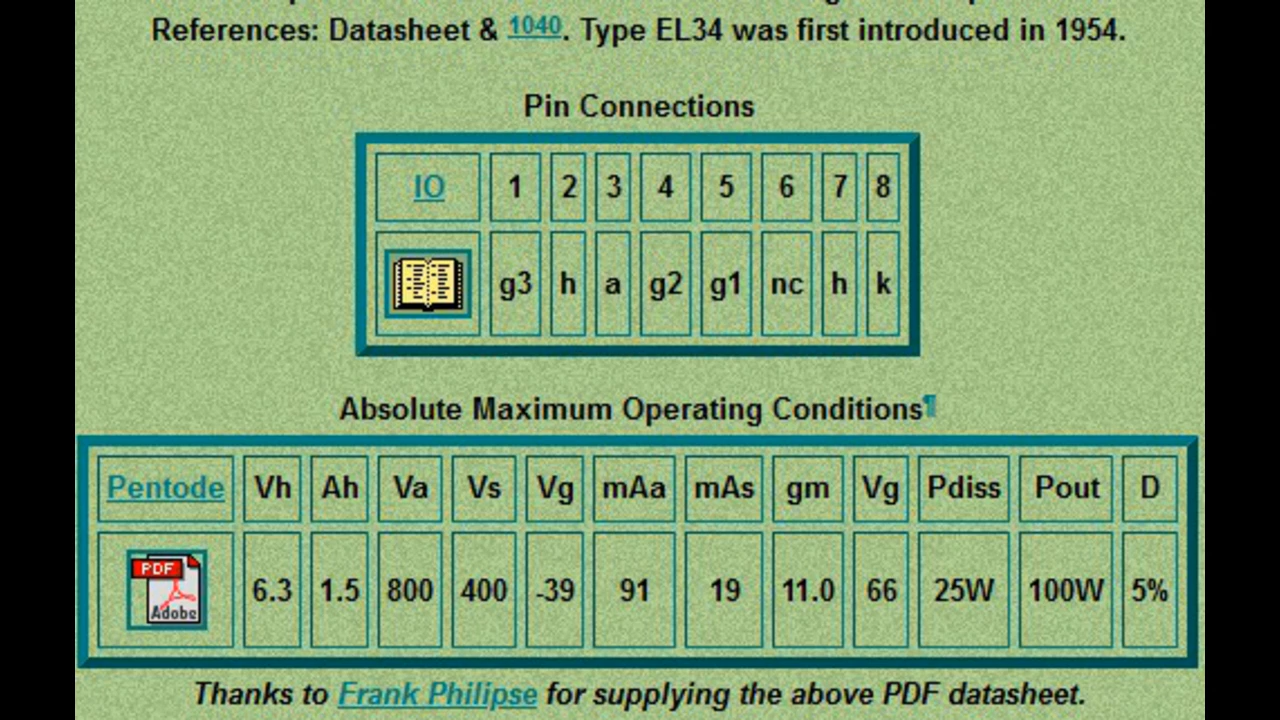 References: Datasheet & 1040. Type EL34 was first introduced in 1954.
Pin Connections
IO 1 2 3 4 5 6 7 8
g3 h a g2 g1 nc h k
Absolute Maximum Operating Conditions¶
Pentode Vh Ah Va Vs Vg mAa mAs gm Vg Pdiss Pout D
PDF
Adobe
6.3 1.5 800 400 -39 91 19 11.0 66 25W 100W 5%
Thanks to Frank Philipse for supplying the above PDF datasheet.